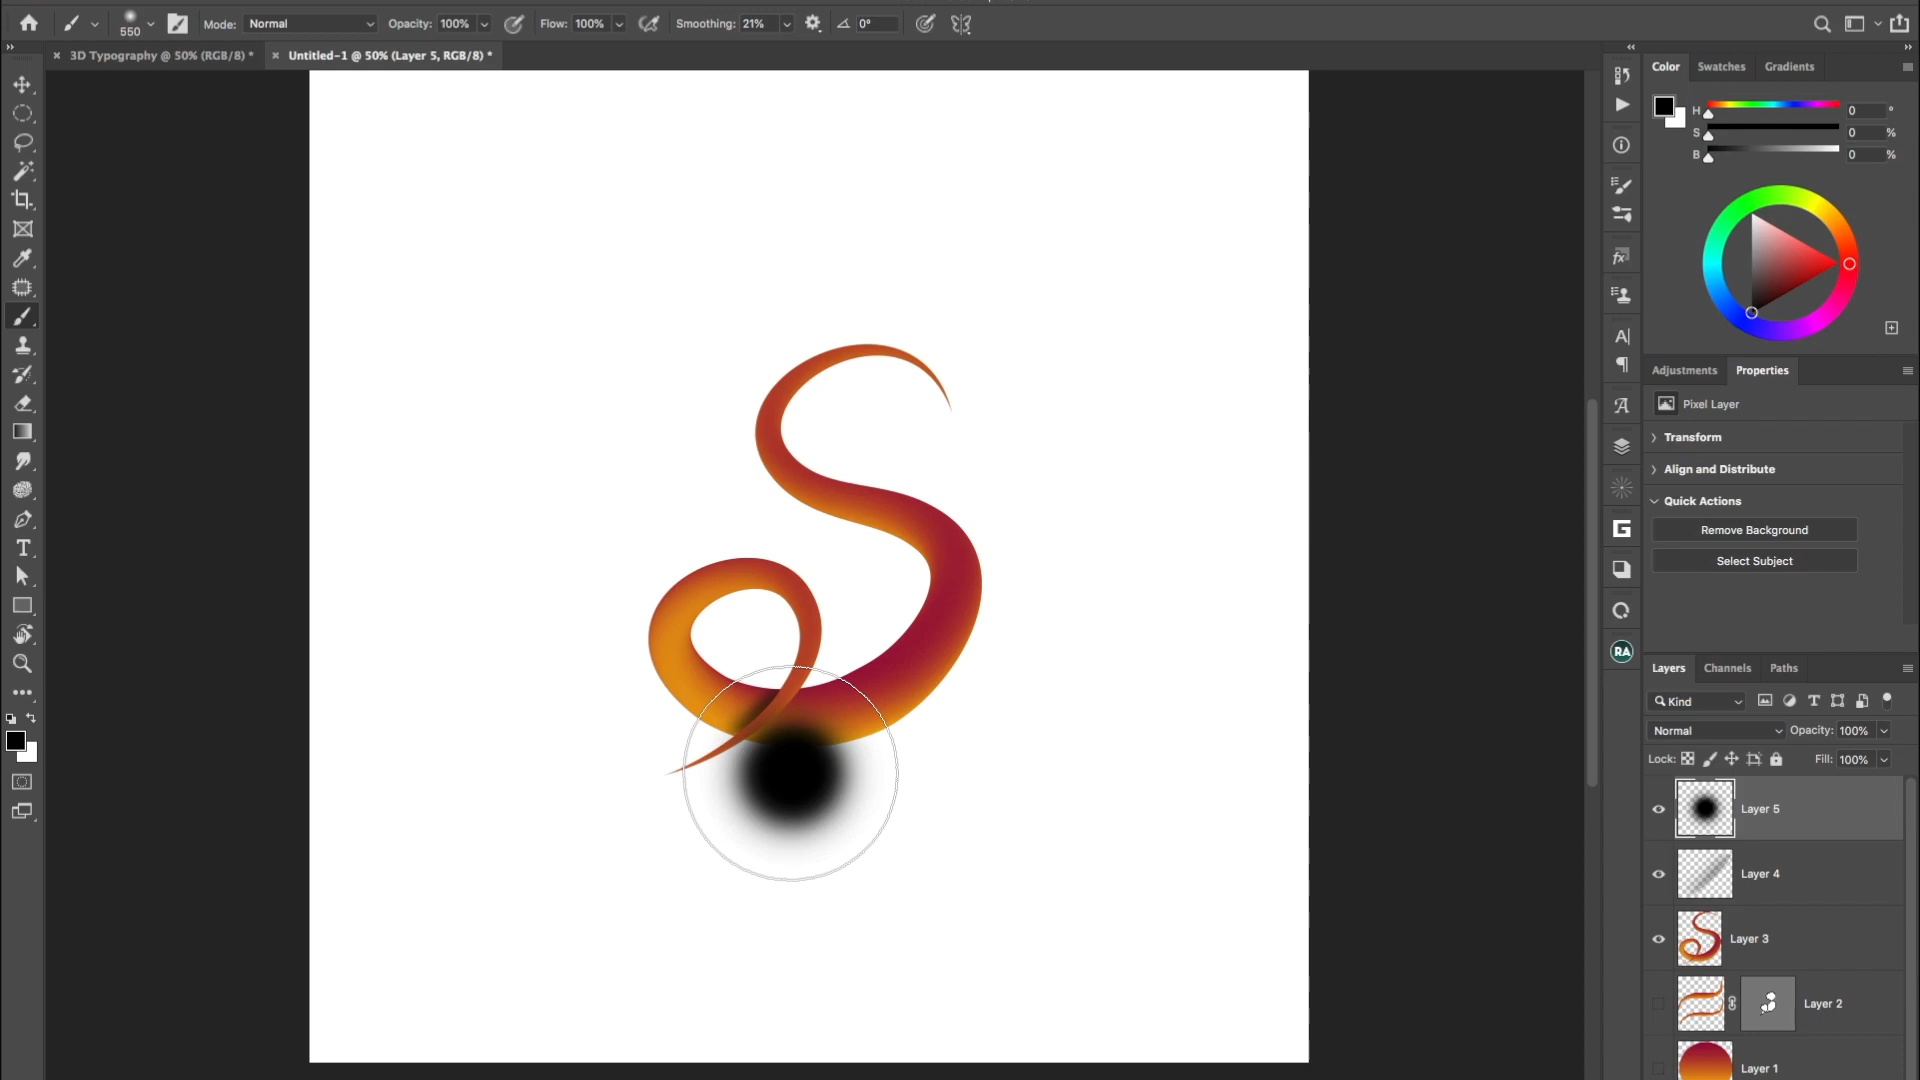 550
Mode: Normal Opacity: 100% Flow: 100% Smoothing: 21% 0°
3D Typography @ 50% (RGB/8) *
Untitled-1 @ 50% (Layer 5, RGB/8) *
Color Swatches Gradients
H 0 °
S 0 %
B 0 %
Adjustments Properties
Pixel Layer
Transform
Align and Distribute
Quick Actions
Remove Background
Select Subject
RA
Layers Channels Paths
Kind
Normal Opacity: 100%
Lock: Fill: 100%
Layer 5
Layer 4
Layer 3
Layer 2
Layer 1